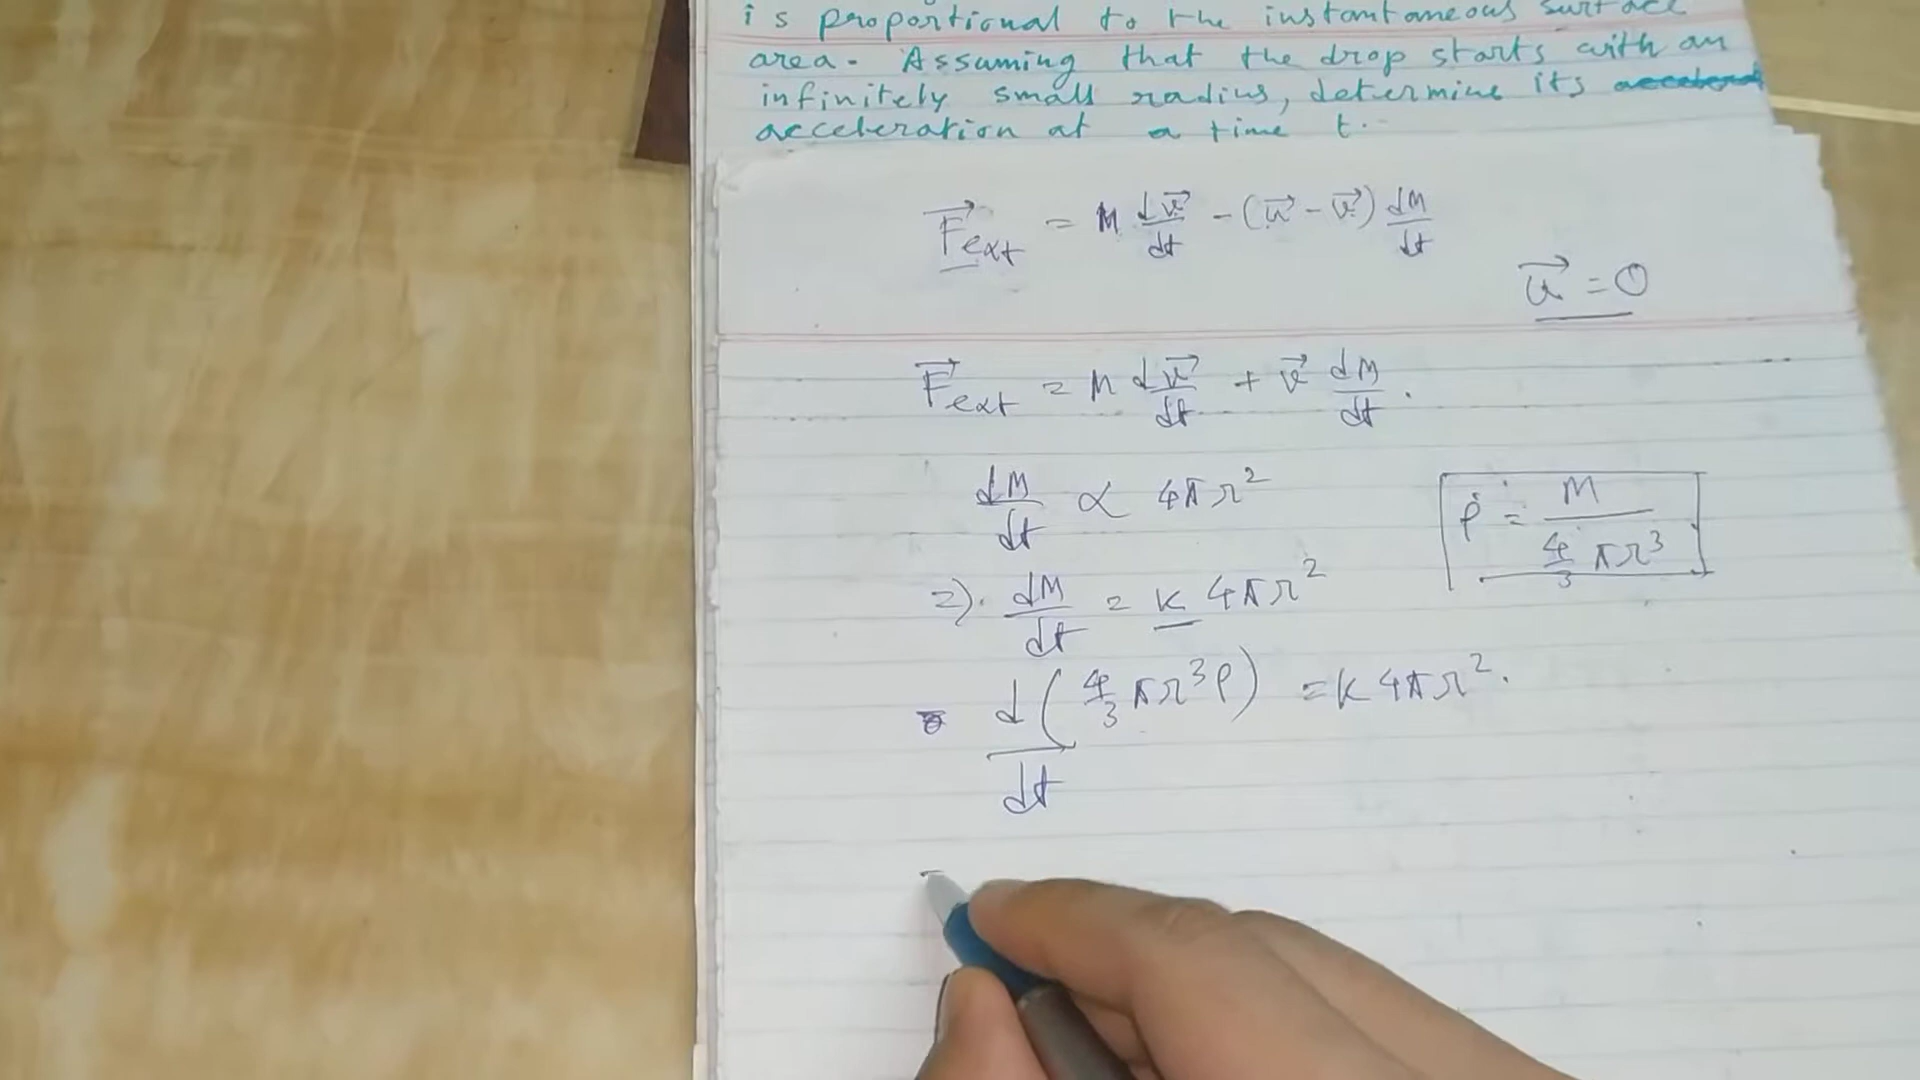 is proportional to the instantaneous surface
area. Assuming that the drop starts with an
infinitely small radius, determine its
acceleration at a time t.
F⃗ext = M dv⃗/dt - (u⃗ - v⃗) dM/dt
u⃗ = 0
F⃗ext = M dv⃗/dt + v⃗ dM/dt.
dM/dt ∝ 4πr²
ρ = M / 4/3 πr³
=). dM/dt = k 4πr²
d(4/3 πr³ρ)/dt = k 4πr².